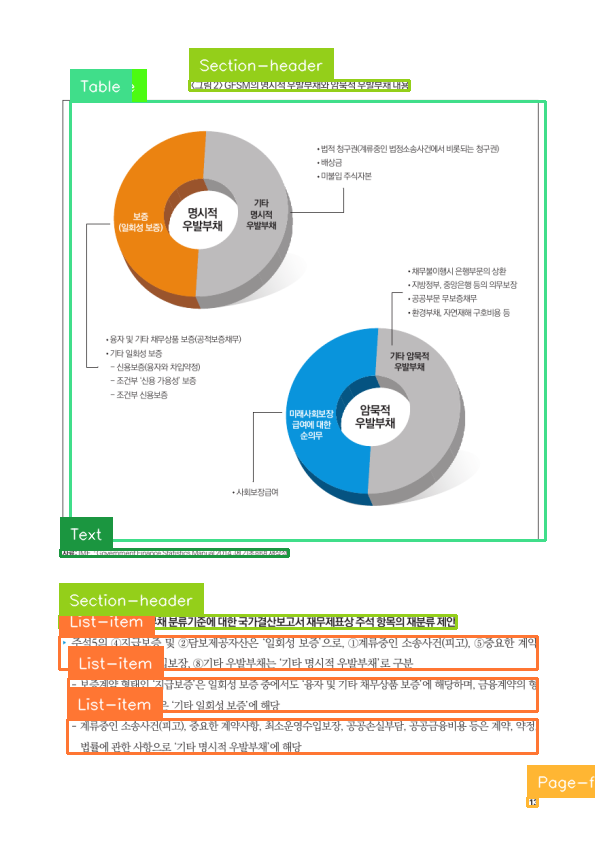 Section-header
Table
〈그림 2〉 GFSM의 명시적 우발부채와 암묵적 우발부채 내용
• 법적 청구권(계류중인 법정소송사건에서 비롯되는 청구권)
• 배상금
• 미불입 주식자본
보증
(일회성 보증)
명시적
우발부채
기타
명시적
우발부채
• 채무불이행시 은행부문의 상환
• 지방정부, 중앙은행 등의 의무보장
• 공공부문 무보증채무
• 환경부채, 자연재해 구호비용 등
• 융자 및 기타 채무상품 보증(공적보증채무)
• 기타 일회성 보증
– 신용보증(융자와 차입약정)
– 조건부 '신용 가용성' 보증
– 조건부 신용보증
기타 암묵적
우발부채
미래사회보장
급여에 대한
순의무
암묵적
우발부채
• 사회보장급여
Text
Government Finance Statistics Manual 2014
Section-header
List-item
분류기준에 대한 국가결산보고서 재무제표상 주석 항목의 재분류 제안
주석5의 ④지급보증 및 ②담보제공자산은 '일회성 보증'으로, ①계류중인 소송사건(피고), ⑤중요한 계약
List-item
보장, ⑧기타 우발부채는 '기타 명시적 우발부채'로 구분
– 보증계약 형태인 '지급보증'은 일회성 보증 중에서도 '융자 및 기타 채무상품 보증'에 해당하며, 금융계약의 형
List-item
은 '기타 일회성 보증'에 해당
– 계류중인 소송사건(피고), 중요한 계약사항, 최소운영수입보장, 공공손실부담, 공공금융비용 등은 계약, 약정,
법률에 관한 사항으로 '기타 명시적 우발부채'에 해당
Page-f